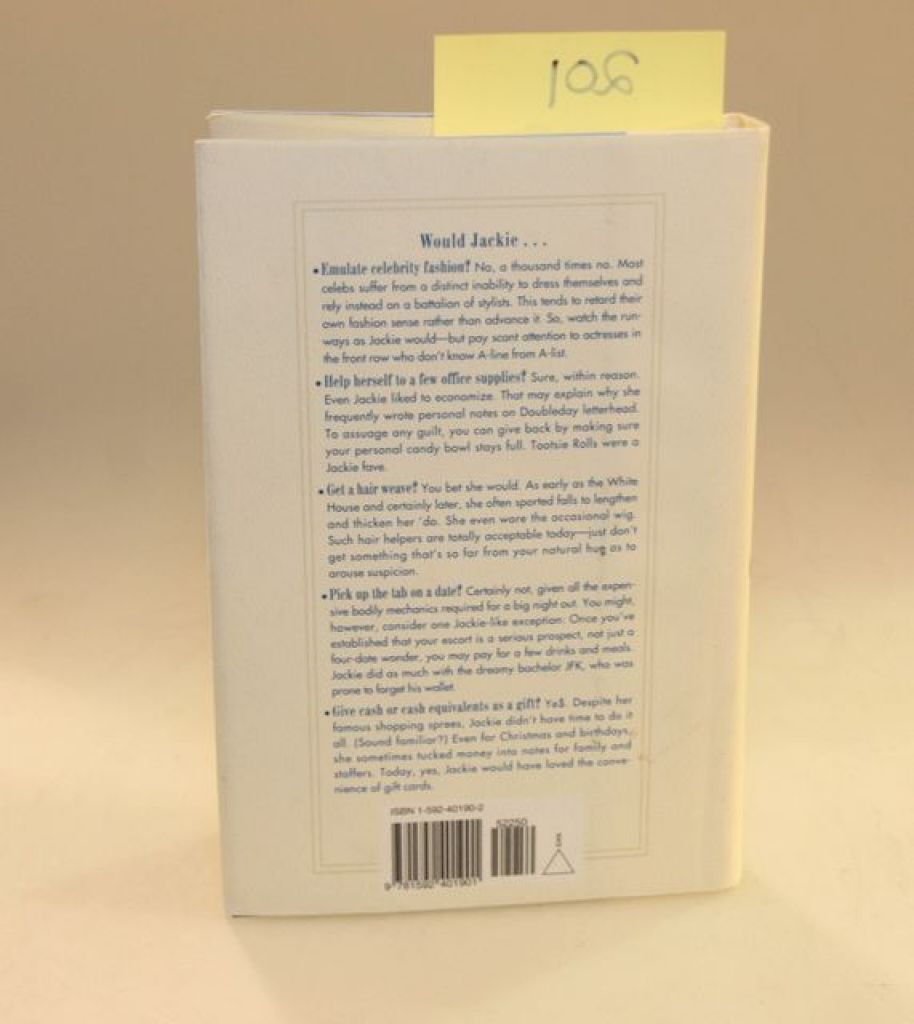 108
Would Jackie . . .
• Emulate celebrity fashion? No, a thousand times no. Most
celebs suffer from a distinct inability to dress themselves and
rely instead on a battalion of stylists. This tends to retard their
own fashion sense rather than advance it. So, watch the run-
ways as Jackie would—but pay scant attention to actresses in
the front row who don't know A-line from A-list.
• Help herself to a few office supplies? Sure, within reason.
Even Jackie liked to economize. That may explain why she
frequently wrote personal notes on Doubleday letterhead.
To assuage any guilt, you can give back by making sure
your personal candy bowl stays full. Tootsie Rolls were a
Jackie fave.
• Get a hair weave? You bet she would. As early as the White
House and certainly later, she often sported falls to lengthen
and thicken her 'do. She even wore the occasional wig.
Such hair helpers are totally acceptable today—just don't
get something that's so far from your natural hue as to
arouse suspicion.
• Pick up the tab on a date? Certainly not, given all the expen-
sive bodily mechanics required for a big night out. You might,
however, consider one Jackie-like exception: Once you've
established that your escort is a serious prospect, not just a
four-date wonder, you may pay for a few drinks and meals.
Jackie did as much with the dreamy bachelor JFK, who was
prone to forget his wallet.
• Give cash or cash equivalents as a gift? Ye$. Despite her
famous shopping sprees, Jackie didn't have time to do it
all. (Sound familiar?) Even for Christmas and birthdays,
she sometimes tucked money into notes for family and
staffers. Today, yes, Jackie would have loved the conve-
nience of gift cards.
ISBN 1-592-40190-2
52250
9 781592 401901